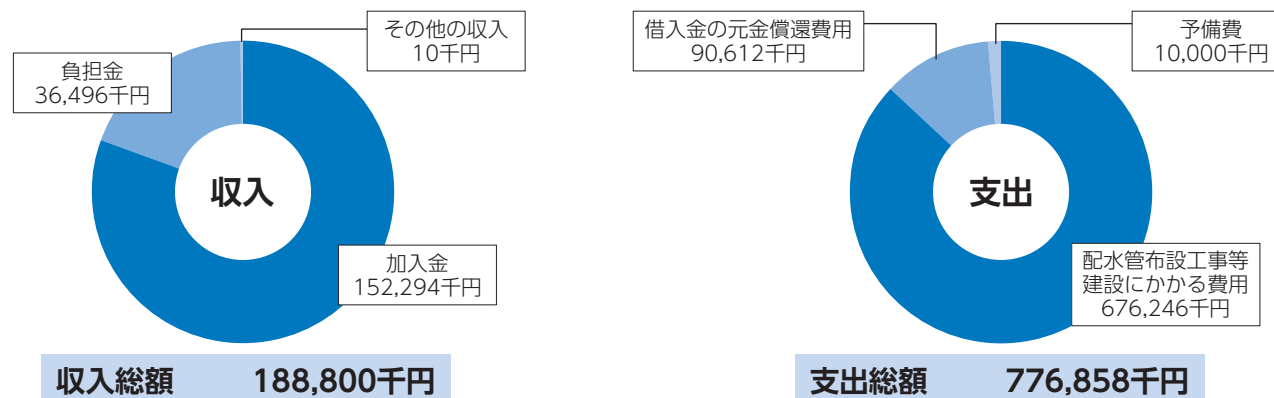 その他の収入
10千円
負担金
36,496千円
収入
加入金
152,294千円
収入総額 188,800千円
借入金の元金償還費用
90,612千円
予備費
10,000千円
支出
配水管布設工事等
建設にかかる費用
676,246千円
支出総額 776,858千円